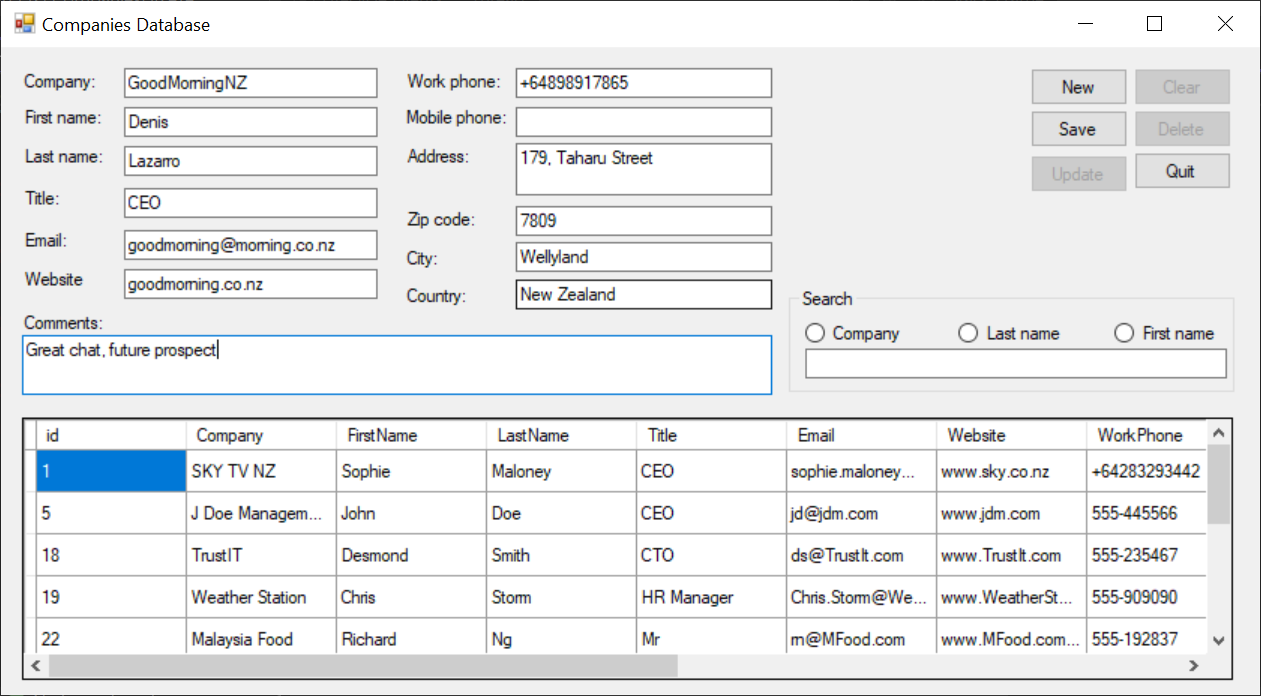 Companies Database
Company: GoodMorningNZ
First name: Denis
Last name: Lazarro
Title: CEO
Email: goodmorning@morning.co.nz
Website goodmorning.co.nz
Work phone: +64898917865
Mobile phone:
Address: 179, Taharu Street
Zip code: 7809
City: Wellyland
Country: New Zealand
Comments:
Great chat, future prospect
New Clear
Save Delete
Update Quit
Search
Company Last name First name
id Company FirstName LastName Title Email Website WorkPhone
1 SKY TV NZ Sophie Maloney CEO sophie.maloney... www.sky.co.nz +64283293442
5 J Doe Managem... John Doe CEO jd@jdm.com www.jdm.com 555-445566
18 TrustIT Desmond Smith CTO ds@TrustIt.com www.TrustIt.com 555-235467
19 Weather Station Chris Storm HR Manager Chris.Storm@We... www.WeatherSt... 555-909090
22 Malaysia Food Richard Ng Mr rn@MFood.com www.MFood.com... 555-192837